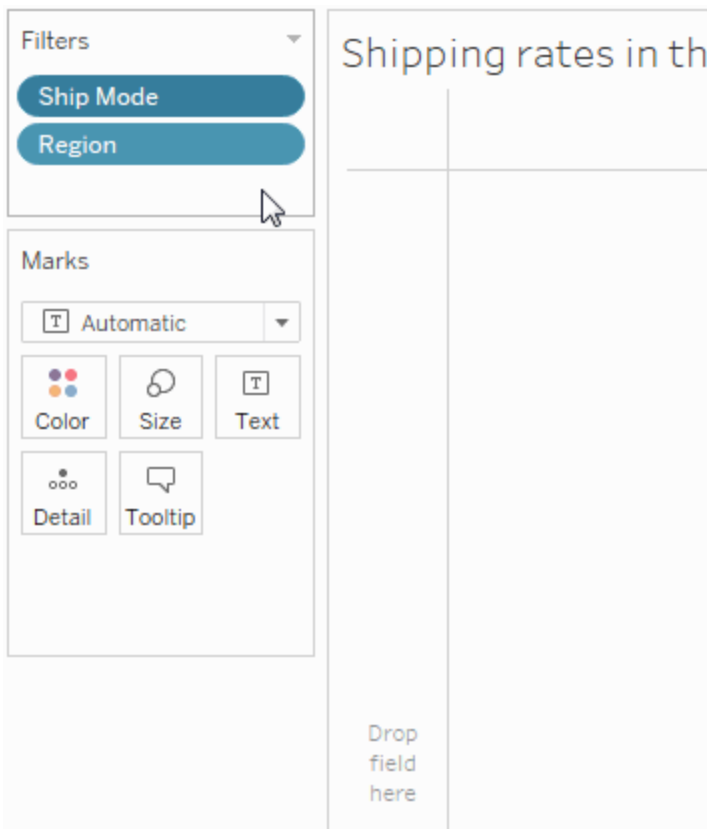 Filters
Ship Mode
Region
Marks
T Automatic
Color
Size
T
Text
Detail
Tooltip
Shipping rates in th
Drop
field
here